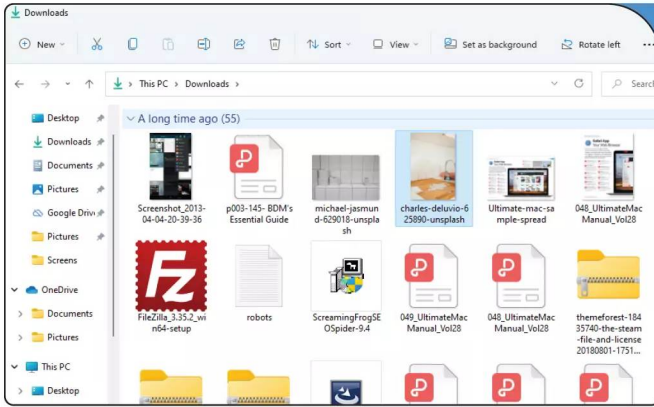 Downloads
New
Sort
View
Set as background
Rotate left
This PC > Downloads >
Desktop
Downloads
Documents
Pictures
Google Driv
Pictures
Screens
OneDrive
Documents
Pictures
This PC
Desktop
A long time ago (55)
Screenshot_2013-
04-04-20-39-36
p003-145- BDM's
Essential Guide
michael-jasmun
d-629018-unspla
sh
charles-deluvio-6
25890-unsplash
Ultimate-mac-sa
mple-spread
048_UltimateMac
Manual_Vol28
FileZilla_3.35.2_wi
n64-setup
robots
ScreamingFrogSE
OSpider-9.4
049_UltimateMac
Manual_Vol28
048_UltimateMac
Manual_Vol28
themeforest-184
35740-the-steam
-file-and-license
20180801-1751...